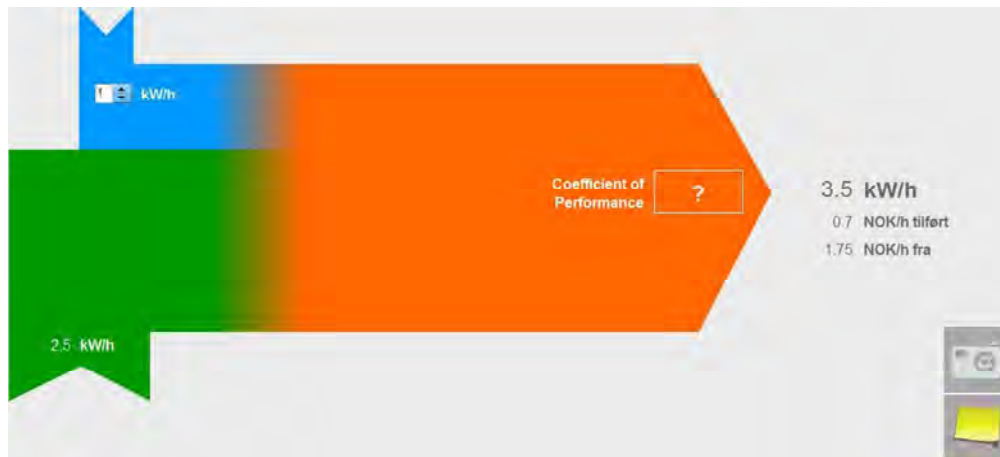 1 kW/h
Coefficient of
Performance
?
3.5 kW/h
0.7 NOK/h tilført
1.75 NOK/h fra
2.5 kW/h